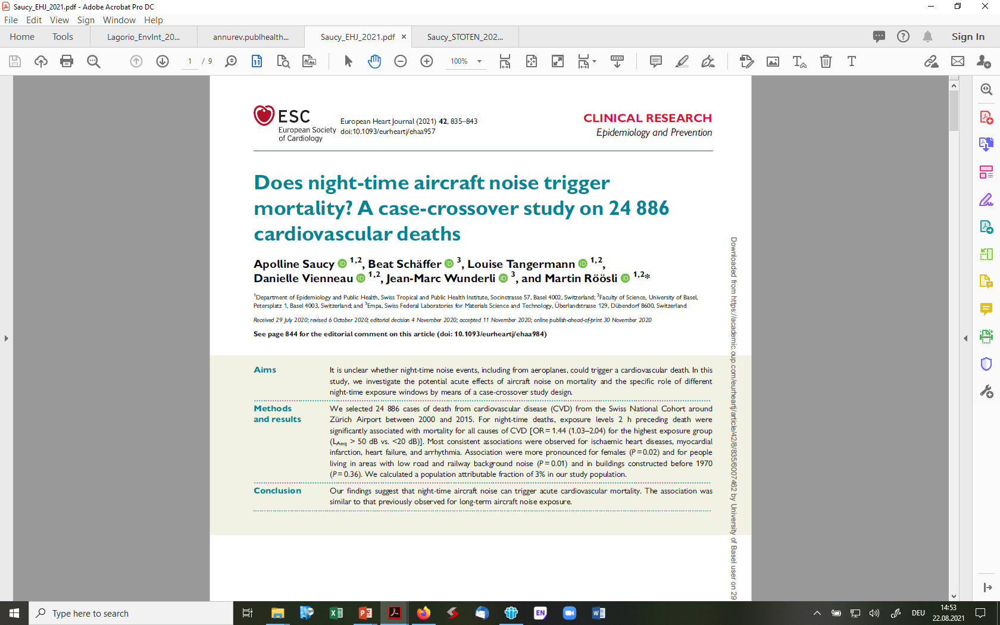 Saucy_EHJ_2021.pdf - Adobe Acrobat Pro DC
File Edit View Sign Window Help
Home Tools Lagorio_EnvInt_20... annurev.publhealth... Saucy_EHJ_2021.pdf × Saucy_STOTEN_202... Sign In
1 / 9 1:1 100%
ESC
European Society
of Cardiology
European Heart Journal (2021) 42, 835–843
doi:10.1093/eurheartj/ehaa957
CLINICAL RESEARCH
Epidemiology and Prevention
Does night-time aircraft noise trigger
mortality? A case-crossover study on 24 886
cardiovascular deaths
Apolline Saucy iD 1,2, Beat Schäffer iD 3, Louise Tangermann iD 1,2,
Danielle Vienneau iD 1,2, Jean-Marc Wunderli iD 3, and Martin Röösli iD 1,2*
1Department of Epidemiology and Public Health, Swiss Tropical and Public Health Institute, Socinstrasse 57, Basel 4002, Switzerland; 2Faculty of Science, University of Basel,
Petersplatz 1, Basel 4003, Switzerland; and 3Empa, Swiss Federal Laboratories for Materials Science and Technology, Überlandstrasse 129, Dübendorf 8600, Switzerland
Received 29 July 2020; revised 6 October 2020; editorial decision 4 November 2020; accepted 11 November 2020; online publish-ahead-of-print 30 November 2020
See page 844 for the editorial comment on this article (doi: 10.1093/eurheartj/ehaa984)
Aims
It is unclear whether night-time noise events, including from aeroplanes, could trigger a cardiovascular death. In this
study, we investigate the potential acute effects of aircraft noise on mortality and the specific role of different
night-time exposure windows by means of a case-crossover study design.
Methods
and results
We selected 24 886 cases of death from cardiovascular disease (CVD) from the Swiss National Cohort around
Zürich Airport between 2000 and 2015. For night-time deaths, exposure levels 2 h preceding death were
significantly associated with mortality for all causes of CVD [OR = 1.44 (1.03–2.04) for the highest exposure group
(LAeq > 50 dB vs. <20 dB)]. Most consistent associations were observed for ischaemic heart diseases, myocardial
infarction, heart failure, and arrhythmia. Association were more pronounced for females (P = 0.02) and for people
living in areas with low road and railway background noise (P = 0.01) and in buildings constructed before 1970
(P = 0.36). We calculated a population attributable fraction of 3% in our study population.
Conclusion
Our findings suggest that night-time aircraft noise can trigger acute cardiovascular mortality. The association was
similar to that previously observed for long-term aircraft noise exposure.
Downloaded from https://academic.oup.com/eurheartj/article/42/8/835/6007462 by University of Basel user on 29
Type here to search
EN
DEU
14:53
22.08.2021